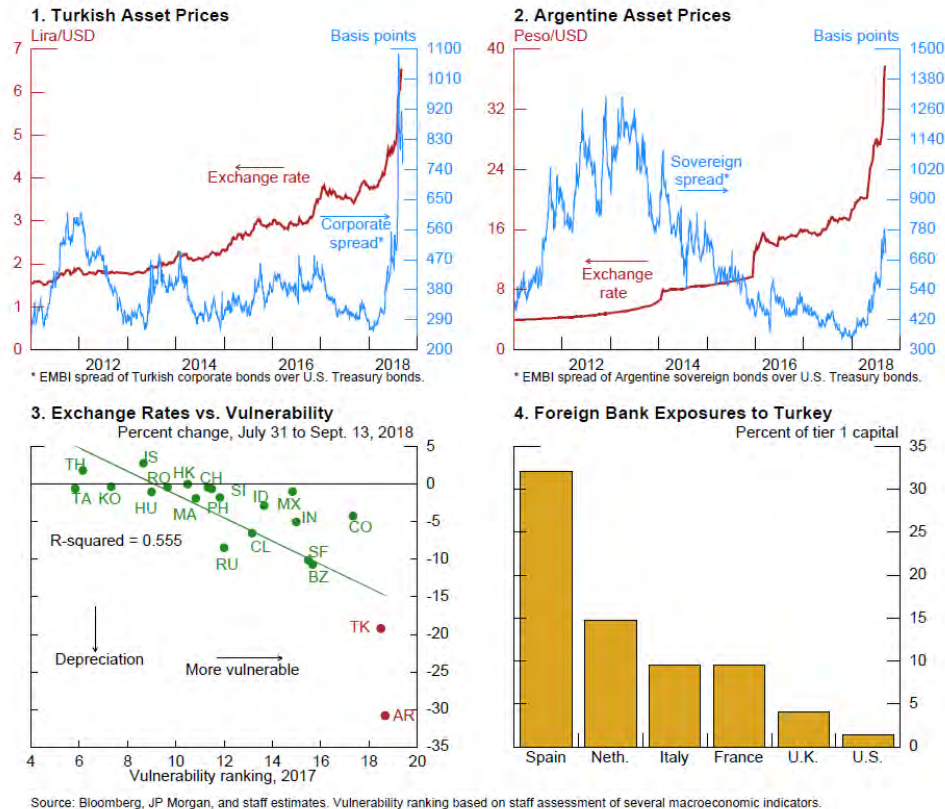 1. Turkish Asset Prices
Lira/USD
Basis points
7
6
5
4
3
2
1
0
1100
1010
920
830
740
650
560
470
380
290
200
Exchange rate
Corporate
spread*
2012 2014 2016 2018
* EMBI spread of Turkish corporate bonds over U.S. Treasury bonds.
2. Argentine Asset Prices
Peso/USD
Basis points
40
32
24
16
8
0
1500
1380
1260
1140
1020
900
780
660
540
420
300
Sovereign
spread*
Exchange
rate
2012 2014 2016 2018
* EMBI spread of Argentine sovereign bonds over U.S. Treasury bonds.
3. Exchange Rates vs. Vulnerability
Percent change, July 31 to Sept. 13, 2018
5
0
-5
-10
-15
-20
-25
-30
-35
TH
IS
RO
HK
CH
TA
KO
HU
MA
PH
SI
ID
MX
IN
CO
RU
CL
SF
BZ
TK
AR
R-squared = 0.555
Depreciation
More vulnerable
4 6 8 10 12 14 16 18 20
Vulnerability ranking, 2017
4. Foreign Bank Exposures to Turkey
Percent of tier 1 capital
35
30
25
20
15
10
5
0
Spain Neth. Italy France U.K. U.S.
Source: Bloomberg, JP Morgan, and staff estimates. Vulnerability ranking based on staff assessment of several macroeconomic indicators.